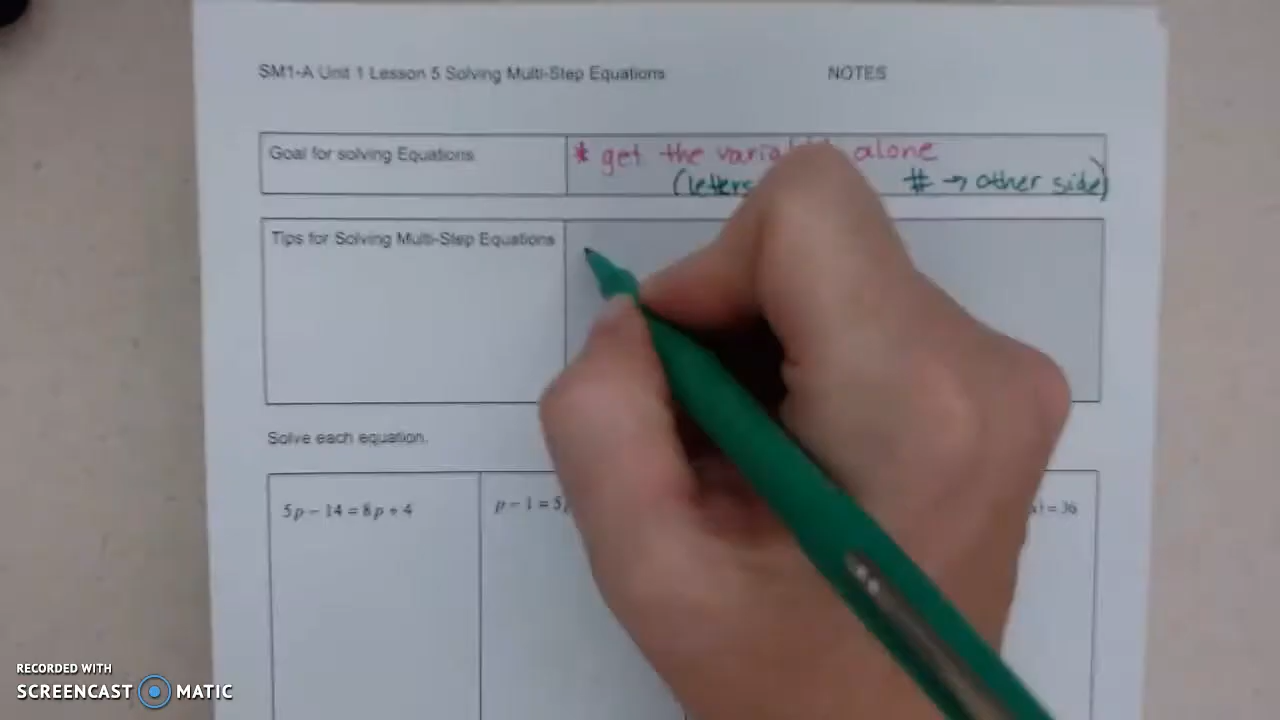 SM1-A Unit 1 Lesson 5 Solving Multi-Step Equations NOTES
Goal for solving Equations
* get the alone
(letters # → other side)
Tips for Solving Multi-Step Equations
Solve each equation.
5p - 14 = 8p + 4
p - 1 = 5
= 36
RECORDED WITH
SCREENCAST MATIC